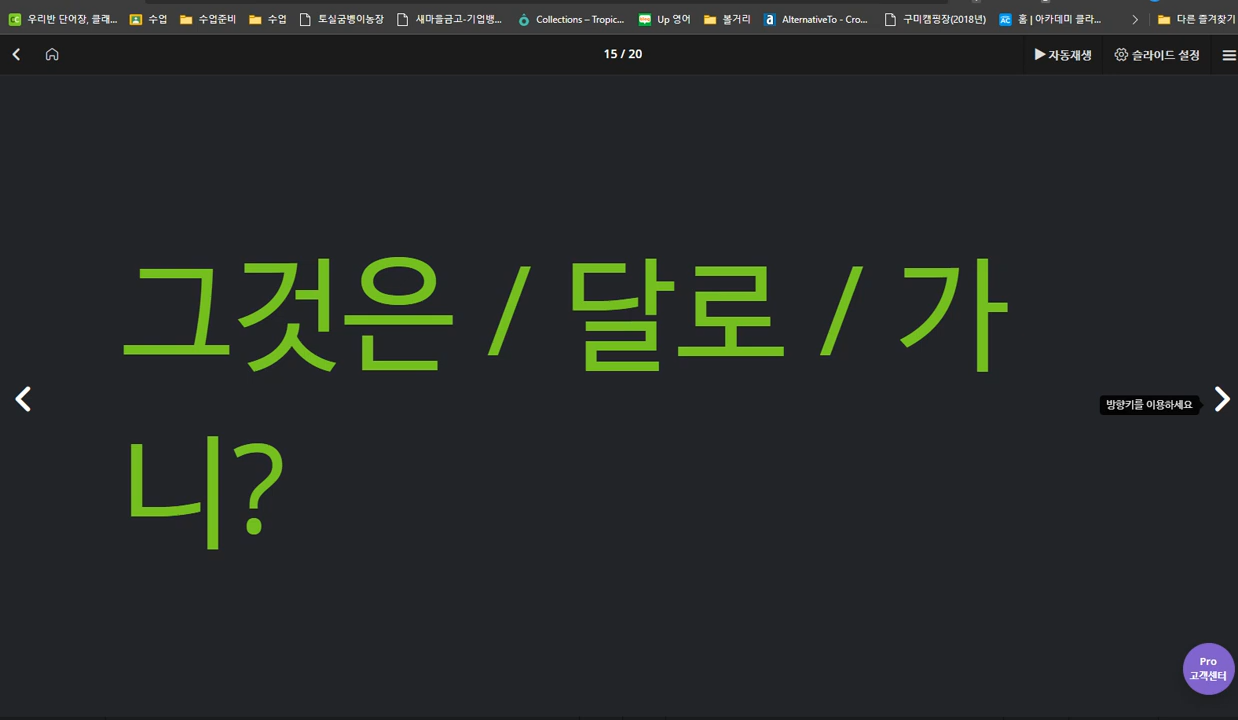 우리반 단어장, 클래... 수업 수업준비 수업 토실굼벵이농장 새마을금고-기업뱅... Collections – Tropic... Up 영어 볼거리 AlternativeTo - Cro... 구미캠핑장(2018년) 홈 | 아카데미 클라... 다른 즐겨찾기
15 / 20 자동재생 슬라이드 설정
그것은 / 달로 / 가
니?
방향키를 이용하세요
Pro
고객센터